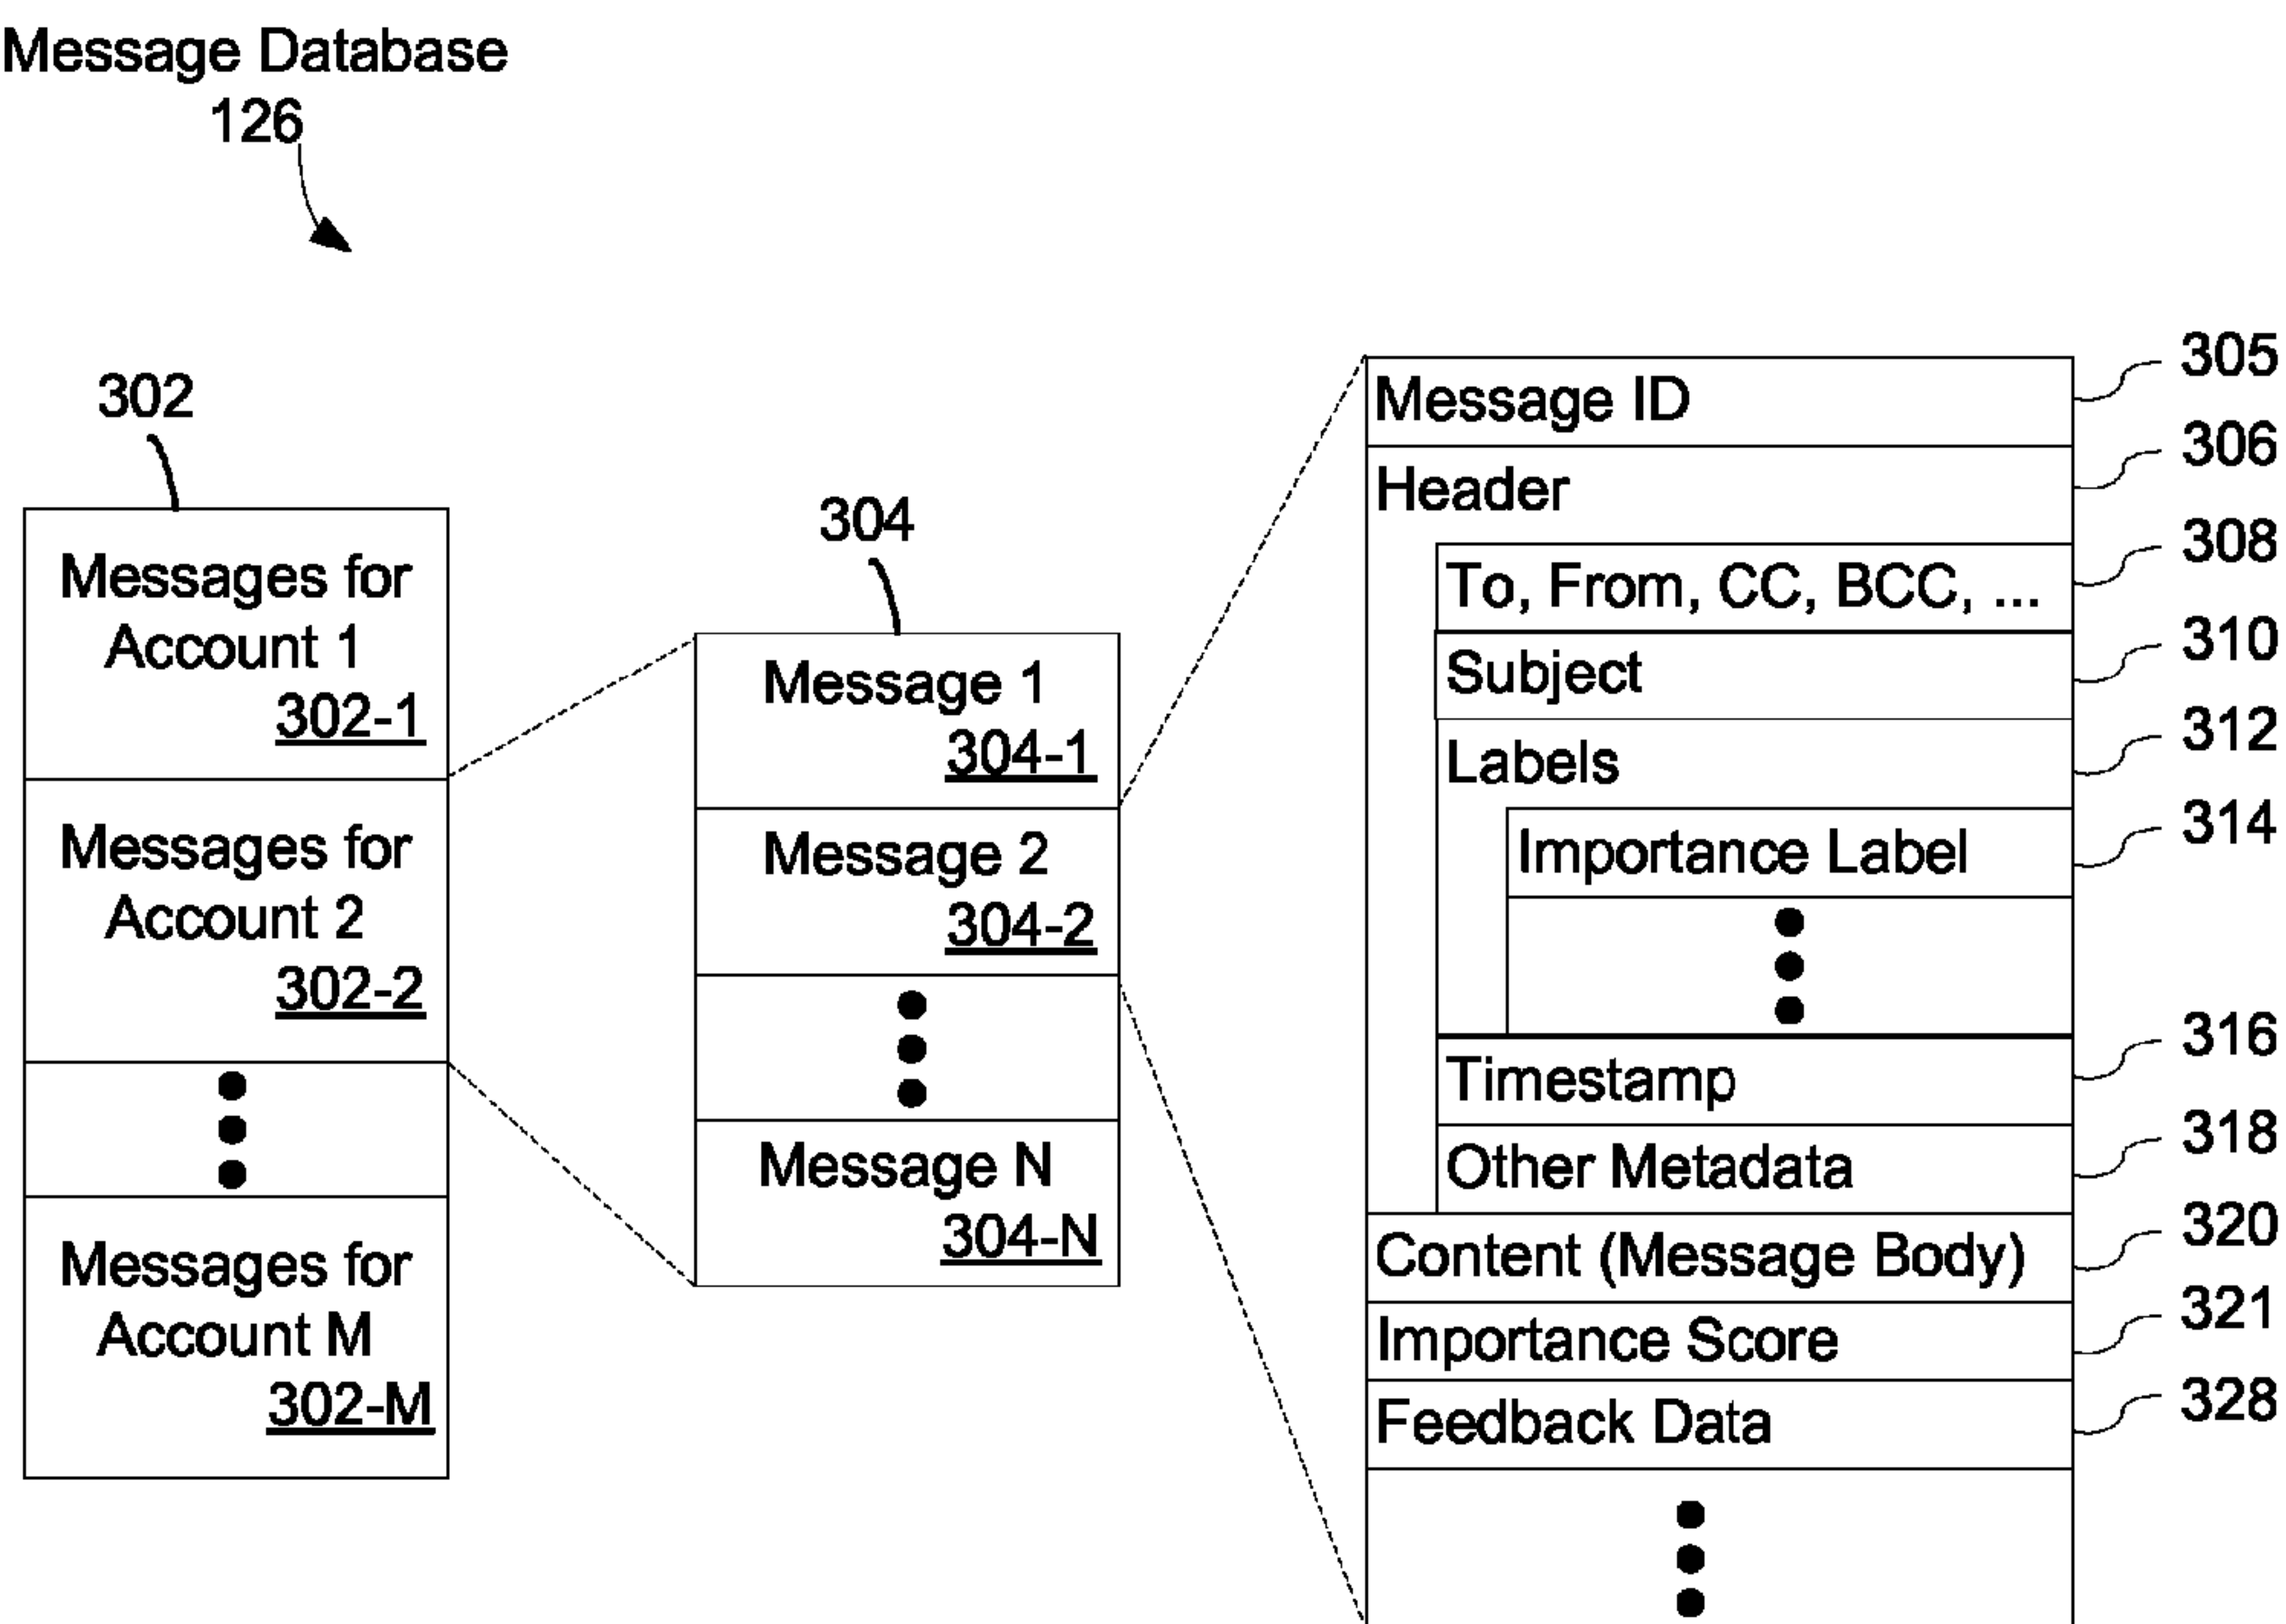 Message Database
126
302
Messages for
Account 1
302-1
Messages for
Account 2
302-2
Messages for
Account M
302-M
304
Message 1
304-1
Message 2
304-2
Message N
304-N
Message ID
305
Header
306
To, From, CC, BCC, ...
308
Subject
310
Labels
312
Importance Label
314
Timestamp
316
Other Metadata
318
Content (Message Body)
320
Importance Score
321
Feedback Data
328